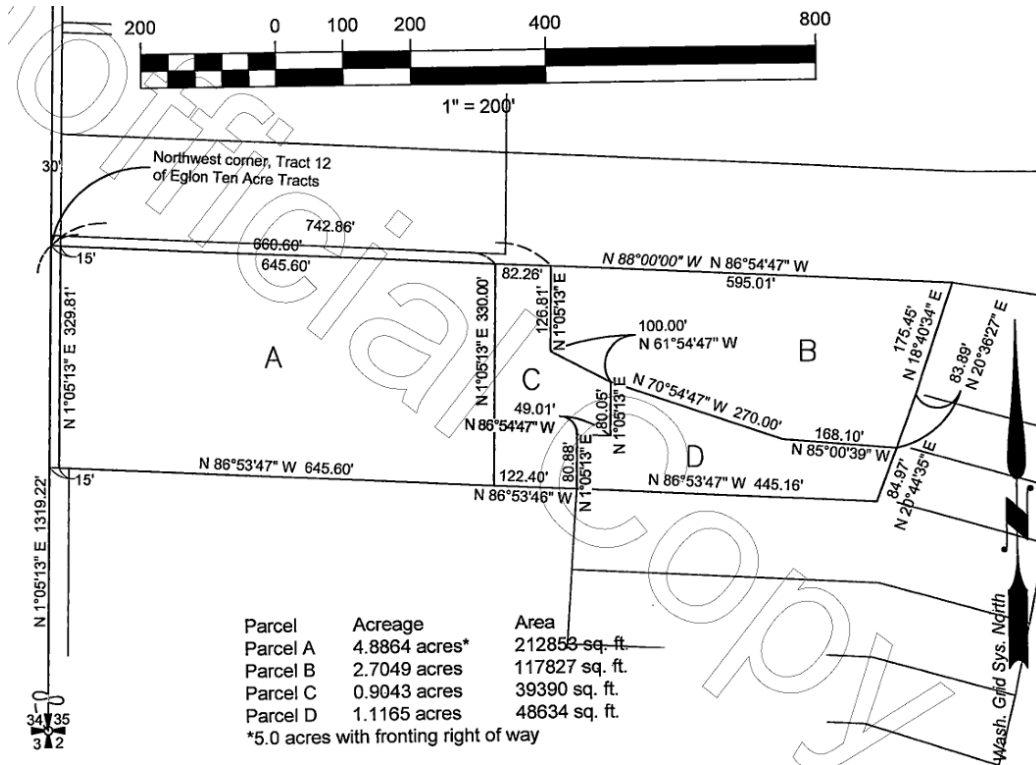 200 0 100 200 400 800
1" = 200'
Northwest corner, Tract 12
of Eglon Ten Acre Tracts
30'
742.86'
660.60'
645.60'
15'
82.26'
N 88°00'00" W N 86°54'47" W
595.01'
N 1°05'13" E 329.81'
A
N 1°05'13" E 330.00'
126.81'
N 1°05'13" E
100.00'
N 61°54'47" W
B
175.45'
N 18°40'34" E
83.89'
N 20°36'27" E
C
49.01'
N 86°54'47" W
80.05'
N 1°05'13" E
N 70°54'47" W 270.00'
168.10'
N 85°00'39" W
D
80.88'
N 1°05'13" E
N 86°53'47" W 645.60'
15'
122.40'
N 86°53'46" W
N 86°53'47" W 445.16'
84.97'
N 20°44'35" E
N 1°05'13" E 1319.22'
N
Wash. Grid Sys. North
Parcel Acreage Area
Parcel A 4.8864 acres* 212853 sq. ft.
Parcel B 2.7049 acres 117827 sq. ft.
Parcel C 0.9043 acres 39390 sq. ft.
Parcel D 1.1165 acres 48634 sq. ft.
*5.0 acres with fronting right of way
34 35
3 2
Unofficial Copy